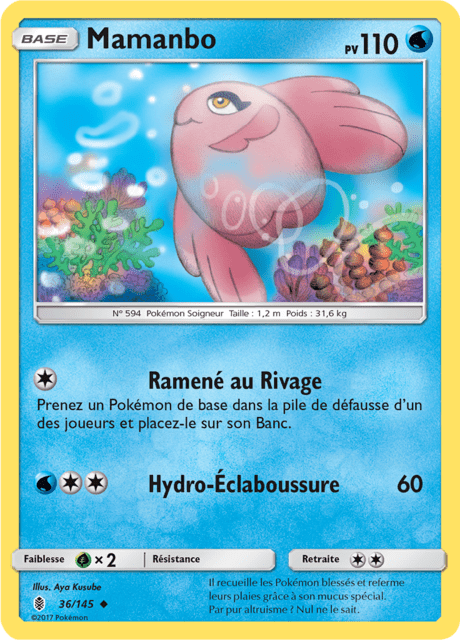 BASE Mamanbo PV 110
N° 594 Pokémon Soigneur Taille : 1,2 m Poids : 31,6 kg
Ramené au Rivage
Prenez un Pokémon de base dans la pile de défausse d'un
des joueurs et placez-le sur son Banc.
Hydro-Éclaboussure 60
Faiblesse ×2 Résistance Retraite
Illus. Aya Kusube
36/145
©2017 Pokémon
Il recueille les Pokémon blessés et referme
leurs plaies grâce à son mucus spécial.
Par pur altruisme ? Nul ne le sait.